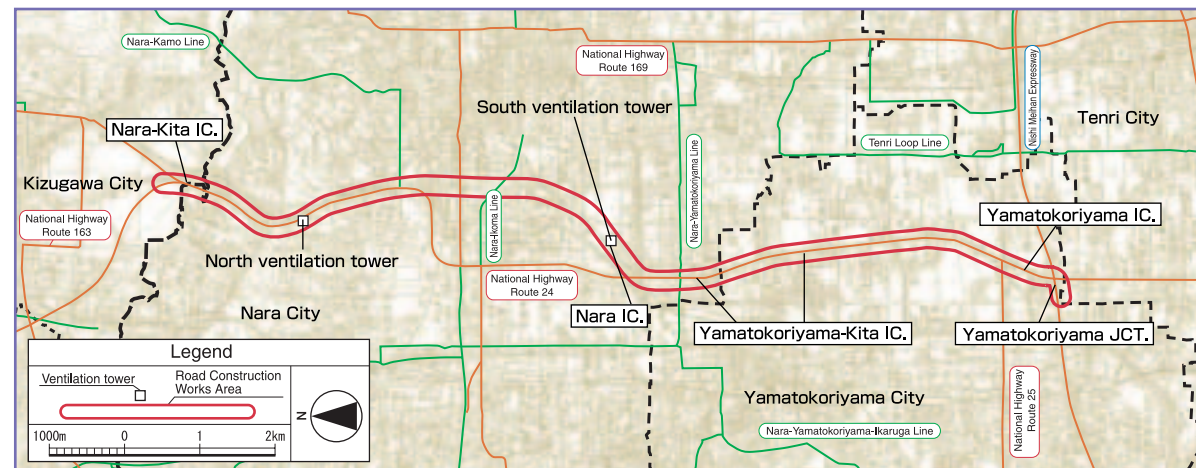 Nara-Kamo Line
National Highway
Route 169
South ventilation tower
Nishi Meihan Expressway
Tenri City
Nara-Kita IC.
Tenri Loop Line
Kizugawa City
Nara-Yamatokoriyama Line
National Highway
Route 163
Nara-Ikoma Line
Yamatokoriyama IC.
North ventilation tower
National Highway
Route 24
Nara City
Nara IC.
Yamatokoriyama-Kita IC.
Yamatokoriyama JCT.
Legend
Ventilation tower
Road Construction
Works Area
N
1000m 0 1 2km
Yamatokoriyama City
National Highway
Route 25
Nara-Yamatokoriyama-Ikaruga Line